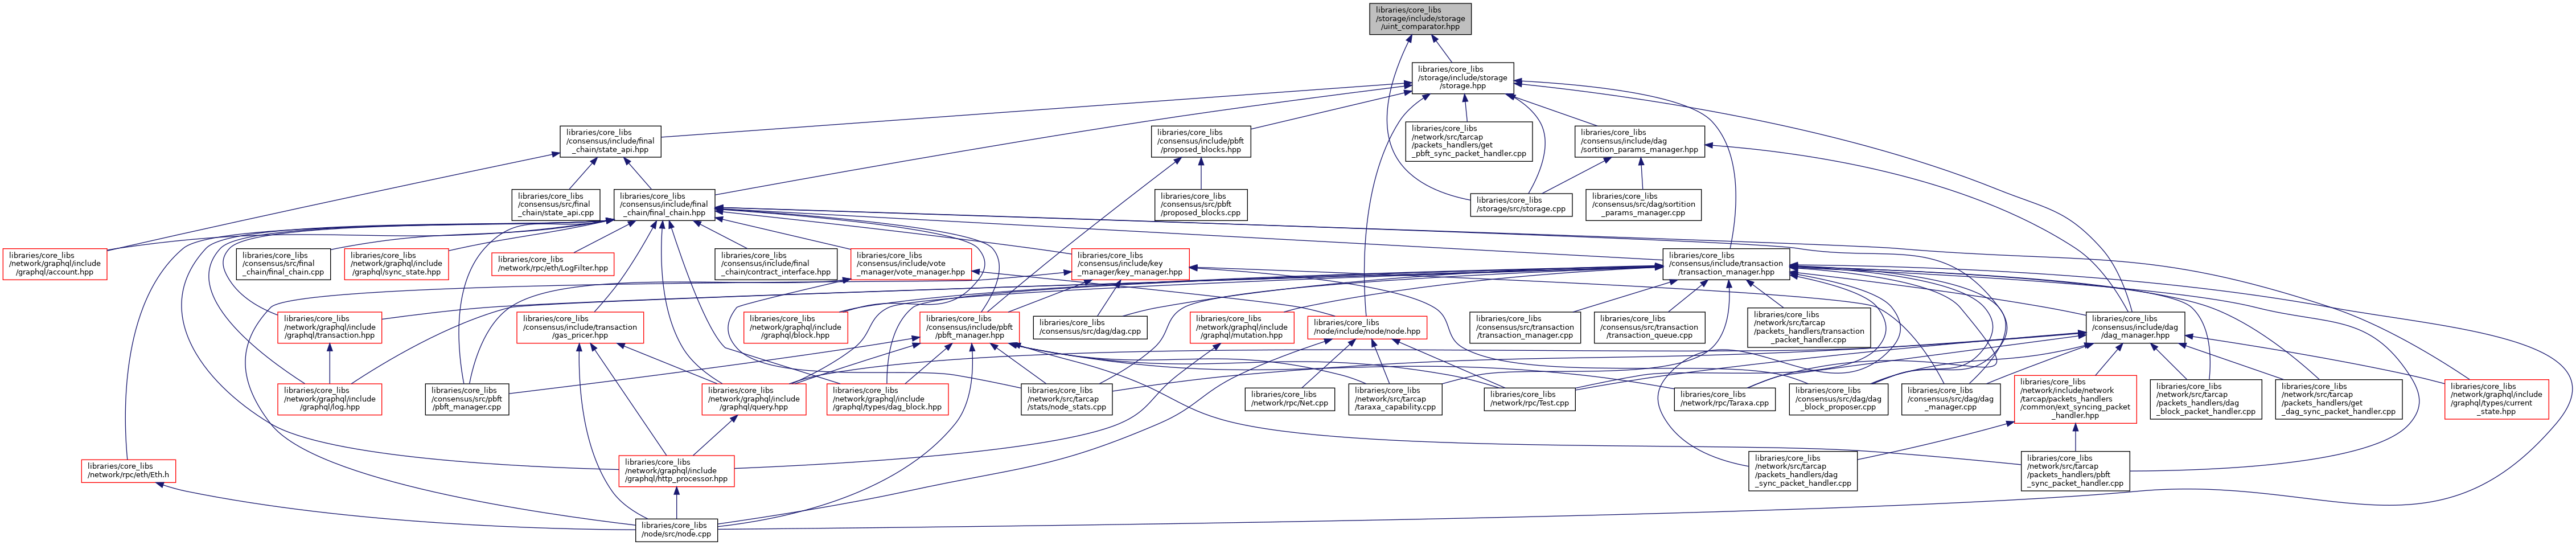 libraries/core_libs
/storage/include/storage
/uint_comparator.hpp
libraries/core_libs
/storage/include/storage
/storage.hpp
libraries/core_libs
/consensus/include/final
_chain/state_api.hpp
libraries/core_libs
/consensus/include/pbft
/proposed_blocks.hpp
libraries/core_libs
/network/src/tarcap
/packets_handlers/get
_pbft_sync_packet_handler.cpp
libraries/core_libs
/consensus/include/dag
/sortition_params_manager.hpp
libraries/core_libs
/consensus/src/final
_chain/state_api.cpp
libraries/core_libs
/consensus/include/final
_chain/final_chain.hpp
libraries/core_libs
/consensus/src/pbft
/proposed_blocks.cpp
libraries/core_libs
/storage/src/storage.cpp
libraries/core_libs
/consensus/src/dag/sortition
_params_manager.cpp
libraries/core_libs
/network/graphql/include
/graphql/account.hpp
libraries/core_libs
/consensus/src/final
_chain/final_chain.cpp
libraries/core_libs
/network/graphql/include
/graphql/sync_state.hpp
libraries/core_libs
/network/rpc/eth/LogFilter.hpp
libraries/core_libs
/consensus/include/final
_chain/contract_interface.hpp
libraries/core_libs
/consensus/include/vote
_manager/vote_manager.hpp
libraries/core_libs
/consensus/include/key
_manager/key_manager.hpp
libraries/core_libs
/consensus/include/transaction
/transaction_manager.hpp
libraries/core_libs
/network/graphql/include
/graphql/transaction.hpp
libraries/core_libs
/consensus/include/transaction
/gas_pricer.hpp
libraries/core_libs
/network/graphql/include
/graphql/block.hpp
libraries/core_libs
/consensus/include/pbft
/pbft_manager.hpp
libraries/core_libs
/consensus/src/dag/dag.cpp
libraries/core_libs
/network/graphql/include
/graphql/mutation.hpp
libraries/core_libs
/node/include/node/node.hpp
libraries/core_libs
/consensus/src/transaction
/transaction_manager.cpp
libraries/core_libs
/consensus/src/transaction
/transaction_queue.cpp
libraries/core_libs
/network/src/tarcap
/packets_handlers/transaction
_packet_handler.cpp
libraries/core_libs
/consensus/include/dag
/dag_manager.hpp
libraries/core_libs
/network/graphql/include
/graphql/log.hpp
libraries/core_libs
/consensus/src/pbft
/pbft_manager.cpp
libraries/core_libs
/network/graphql/include
/graphql/query.hpp
libraries/core_libs
/network/graphql/include
/graphql/types/dag_block.hpp
libraries/core_libs
/network/src/tarcap
/stats/node_stats.cpp
libraries/core_libs
/network/rpc/Net.cpp
libraries/core_libs
/network/src/tarcap
/taraxa_capability.cpp
libraries/core_libs
/network/rpc/Test.cpp
libraries/core_libs
/network/rpc/Taraxa.cpp
libraries/core_libs
/consensus/src/dag/dag
_block_proposer.cpp
libraries/core_libs
/consensus/src/dag/dag
_manager.cpp
libraries/core_libs
/network/include/network
/tarcap/packets_handlers
/common/ext_syncing_packet
_handler.hpp
libraries/core_libs
/network/src/tarcap
/packets_handlers/dag
_block_packet_handler.cpp
libraries/core_libs
/network/src/tarcap
/packets_handlers/get
_dag_sync_packet_handler.cpp
libraries/core_libs
/network/graphql/include
/graphql/types/current
_state.hpp
libraries/core_libs
/network/rpc/eth/Eth.h
libraries/core_libs
/network/graphql/include
/graphql/http_processor.hpp
libraries/core_libs
/network/src/tarcap
/packets_handlers/dag
_sync_packet_handler.cpp
libraries/core_libs
/network/src/tarcap
/packets_handlers/pbft
_sync_packet_handler.cpp
libraries/core_libs
/node/src/node.cpp